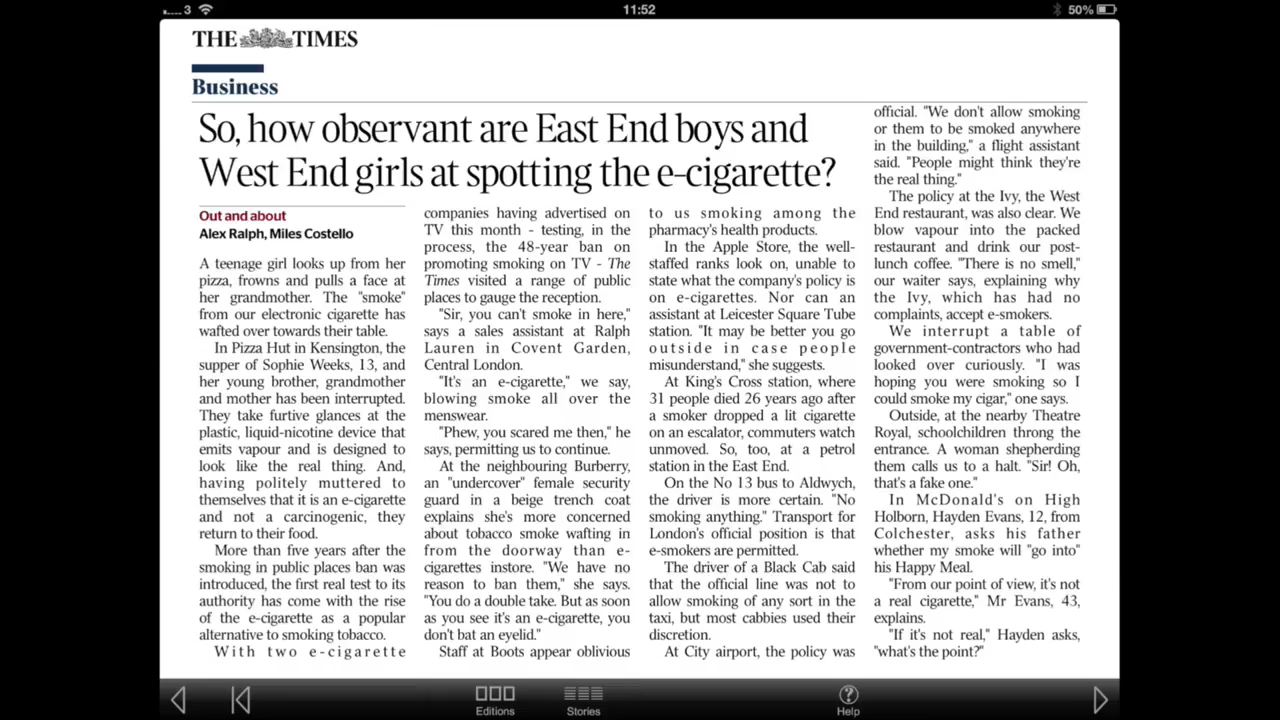 3
11:52
50%
THE TIMES
Business
So, how observant are East End boys and
West End girls at spotting the e-cigarette?
Out and about
Alex Ralph, Miles Costello
A teenage girl looks up from her
pizza, frowns and pulls a face at
her grandmother. The "smoke"
from our electronic cigarette has
wafted over towards their table.
In Pizza Hut in Kensington, the
supper of Sophie Weeks, 13, and
her young brother, grandmother
and mother has been interrupted.
They take furtive glances at the
plastic, liquid-nicotine device that
emits vapour and is designed to
look like the real thing. And,
having politely muttered to
themselves that it is an e-cigarette
and not a carcinogenic, they
return to their food.
More than five years after the
smoking in public places ban was
introduced, the first real test to its
authority has come with the rise
of the e-cigarette as a popular
alternative to smoking tobacco.
With two e-cigarette
companies having advertised on
TV this month - testing, in the
process, the 48-year ban on
promoting smoking on TV - The
Times visited a range of public
places to gauge the reception.
"Sir, you can't smoke in here,"
says a sales assistant at Ralph
Lauren in Covent Garden,
Central London.
"It's an e-cigarette," we say,
blowing smoke all over the
menswear.
"Phew, you scared me then," he
says, permitting us to continue.
At the neighbouring Burberry,
an "undercover" female security
guard in a beige trench coat
explains she's more concerned
about tobacco smoke wafting in
from the doorway than e-
cigarettes instore. "We have no
reason to ban them," she says.
"You do a double take. But as soon
as you see it's an e-cigarette, you
don't bat an eyelid."
Staff at Boots appear oblivious
to us smoking among the
pharmacy's health products.
In the Apple Store, the well-
staffed ranks look on, unable to
state what the company's policy is
on e-cigarettes. Nor can an
assistant at Leicester Square Tube
station. "It may be better you go
outside in case people
misunderstand," she suggests.
At King's Cross station, where
31 people died 26 years ago after
a smoker dropped a lit cigarette
on an escalator, commuters watch
unmoved. So, too, at a petrol
station in the East End.
On the No 13 bus to Aldwych,
the driver is more certain. "No
smoking anything." Transport for
London's official position is that
e-smokers are permitted.
The driver of a Black Cab said
that the official line was not to
allow smoking of any sort in the
taxi, but most cabbies used their
discretion.
At City airport, the policy was
official. "We don't allow smoking
or them to be smoked anywhere
in the building," a flight assistant
said. "People might think they're
the real thing."
The policy at the Ivy, the West
End restaurant, was also clear. We
blow vapour into the packed
restaurant and drink our post-
lunch coffee. "There is no smell,"
our waiter says, explaining why
the Ivy, which has had no
complaints, accept e-smokers.
We interrupt a table of
government-contractors who had
looked over curiously. "I was
hoping you were smoking so I
could smoke my cigar," one says.
Outside, at the nearby Theatre
Royal, schoolchildren throng the
entrance. A woman shepherding
them calls us to a halt. "Sir! Oh,
that's a fake one."
In McDonald's on High
Holborn, Hayden Evans, 12, from
Colchester, asks his father
whether my smoke will "go into"
his Happy Meal.
"From our point of view, it's not
a real cigarette," Mr Evans, 43,
explains.
"If it's not real," Hayden asks,
"what's the point?"
Editions
Stories
Help